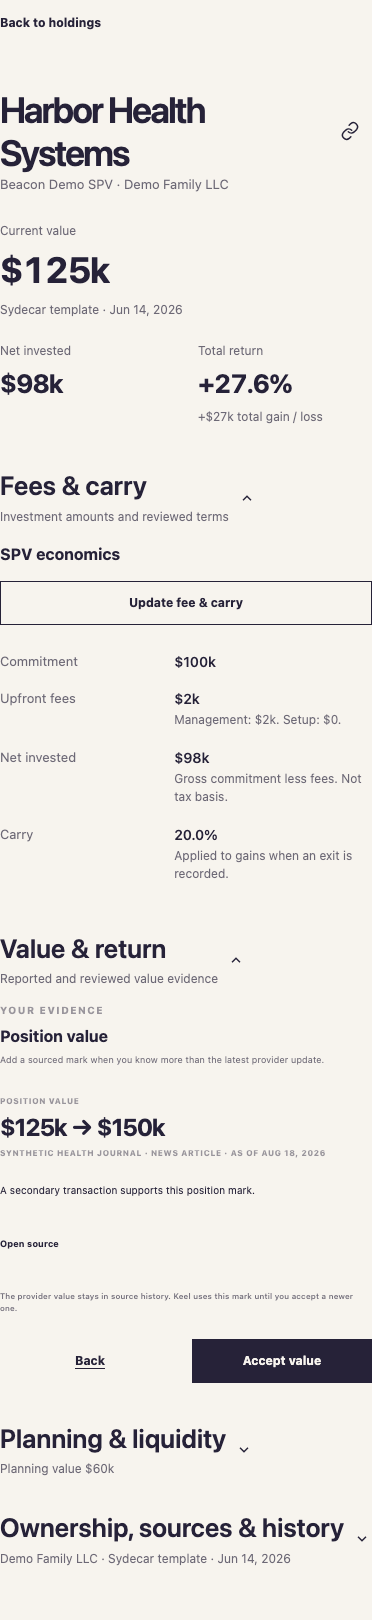 Back to holdings
Harbor Health
Systems
Beacon Demo SPV · Demo Family LLC
Current value
$125k
Sydecar template · Jun 14, 2026
Net invested
Total return
$98k
+27.6%
+$27k total gain / loss
Fees & carry
Investment amounts and reviewed terms
SPV economics
Update fee & carry
Commitment
$100k
Upfront fees
$2k
Management: $2k. Setup: $0.
Net invested
$98k
Gross commitment less fees. Not
tax basis.
Carry
20.0%
Applied to gains when an exit is
recorded.
Value & return
Reported and reviewed value evidence
YOUR EVIDENCE
Position value
Add a sourced mark when you know more than the latest provider update.
POSITION VALUE
$125k → $150k
SYNTHETIC HEALTH JOURNAL · NEWS ARTICLE · AS OF AUG 18, 2026
A secondary transaction supports this position mark.
Open source
The provider value stays in source history. Keel uses this mark until you accept a newer
one.
Back
Accept value
Planning & liquidity
Planning value $60k
Ownership, sources & history
Demo Family LLC · Sydecar template · Jun 14, 2026